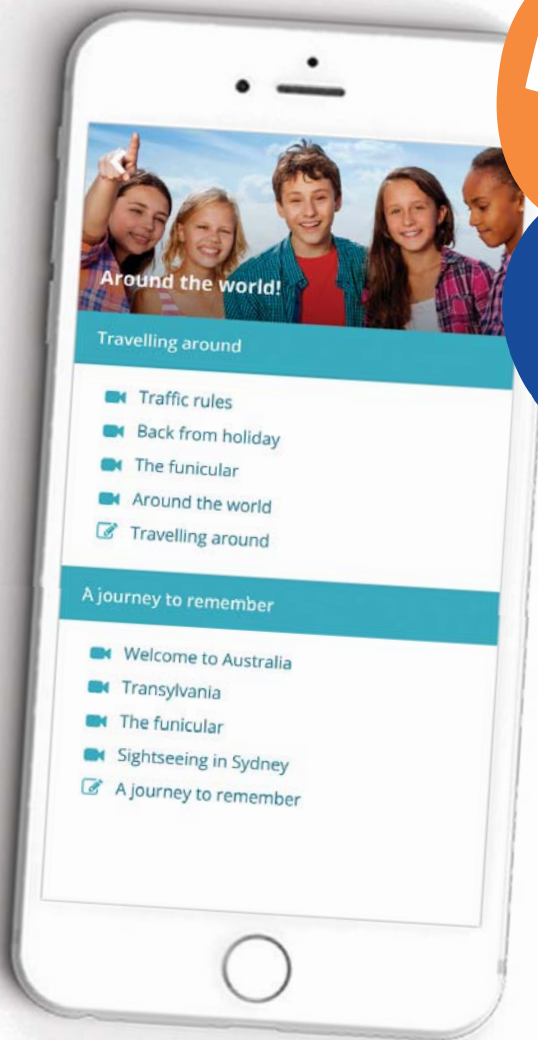 Around the world!
Travelling around
Traffic rules
Back from holiday
The funicular
Around the world
Travelling around
A journey to remember
Welcome to Australia
Transylvania
The funicular
Sightseeing in Sydney
A journey to remember